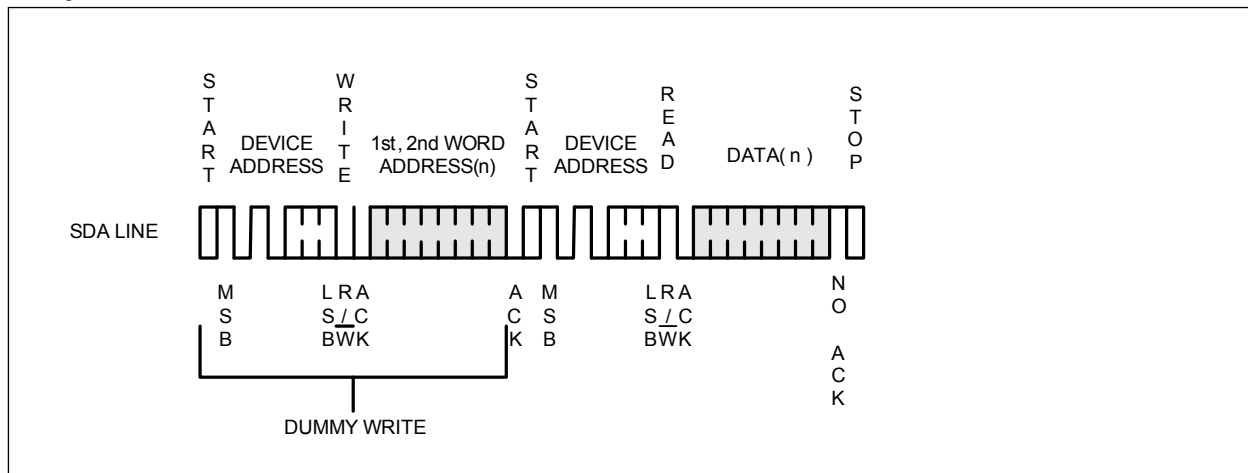 START
WRITE
START
READ
STOP
DEVICE ADDRESS
1st, 2nd WORD ADDRESS(n)
DEVICE ADDRESS
DATA( n )
SDA LINE
MSB
LSB
R/W
ACK
ACK
MSB
LSB
R/W
ACK
NO ACK
DUMMY WRITE